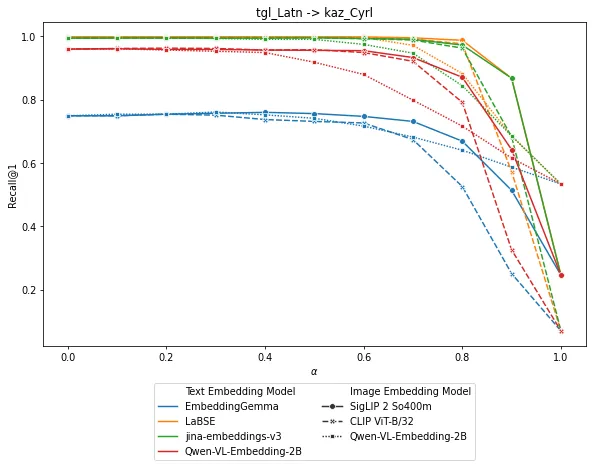 tgl_Latn -> kaz_Cyrl
Recall@1
1.0
0.8
0.6
0.4
0.2
0.0 0.2 0.4 0.6 0.8 1.0
α
Text Embedding Model
EmbeddingGemma
LaBSE
jina-embeddings-v3
Qwen-VL-Embedding-2B
Image Embedding Model
SigLIP 2 So400m
CLIP ViT-B/32
Qwen-VL-Embedding-2B